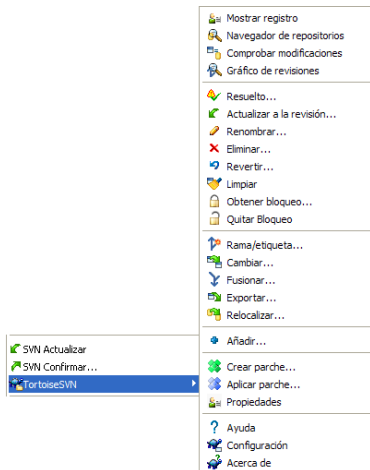 Mostrar registro
Navegador de repositorios
Comprobar modificaciones
Gráfico de revisiones
Resuelto...
Actualizar a la revisión...
Renombrar...
Eliminar...
Revertir...
Limpiar
Obtener bloqueo...
Quitar Bloqueo
Rama/etiqueta...
Cambiar...
Fusionar...
Exportar...
Relocalizar...
Añadir...
Crear parche...
Aplicar parche...
Propiedades
Ayuda
Configuración
Acerca de
SVN Actualizar
SVN Confirmar...
TortoiseSVN